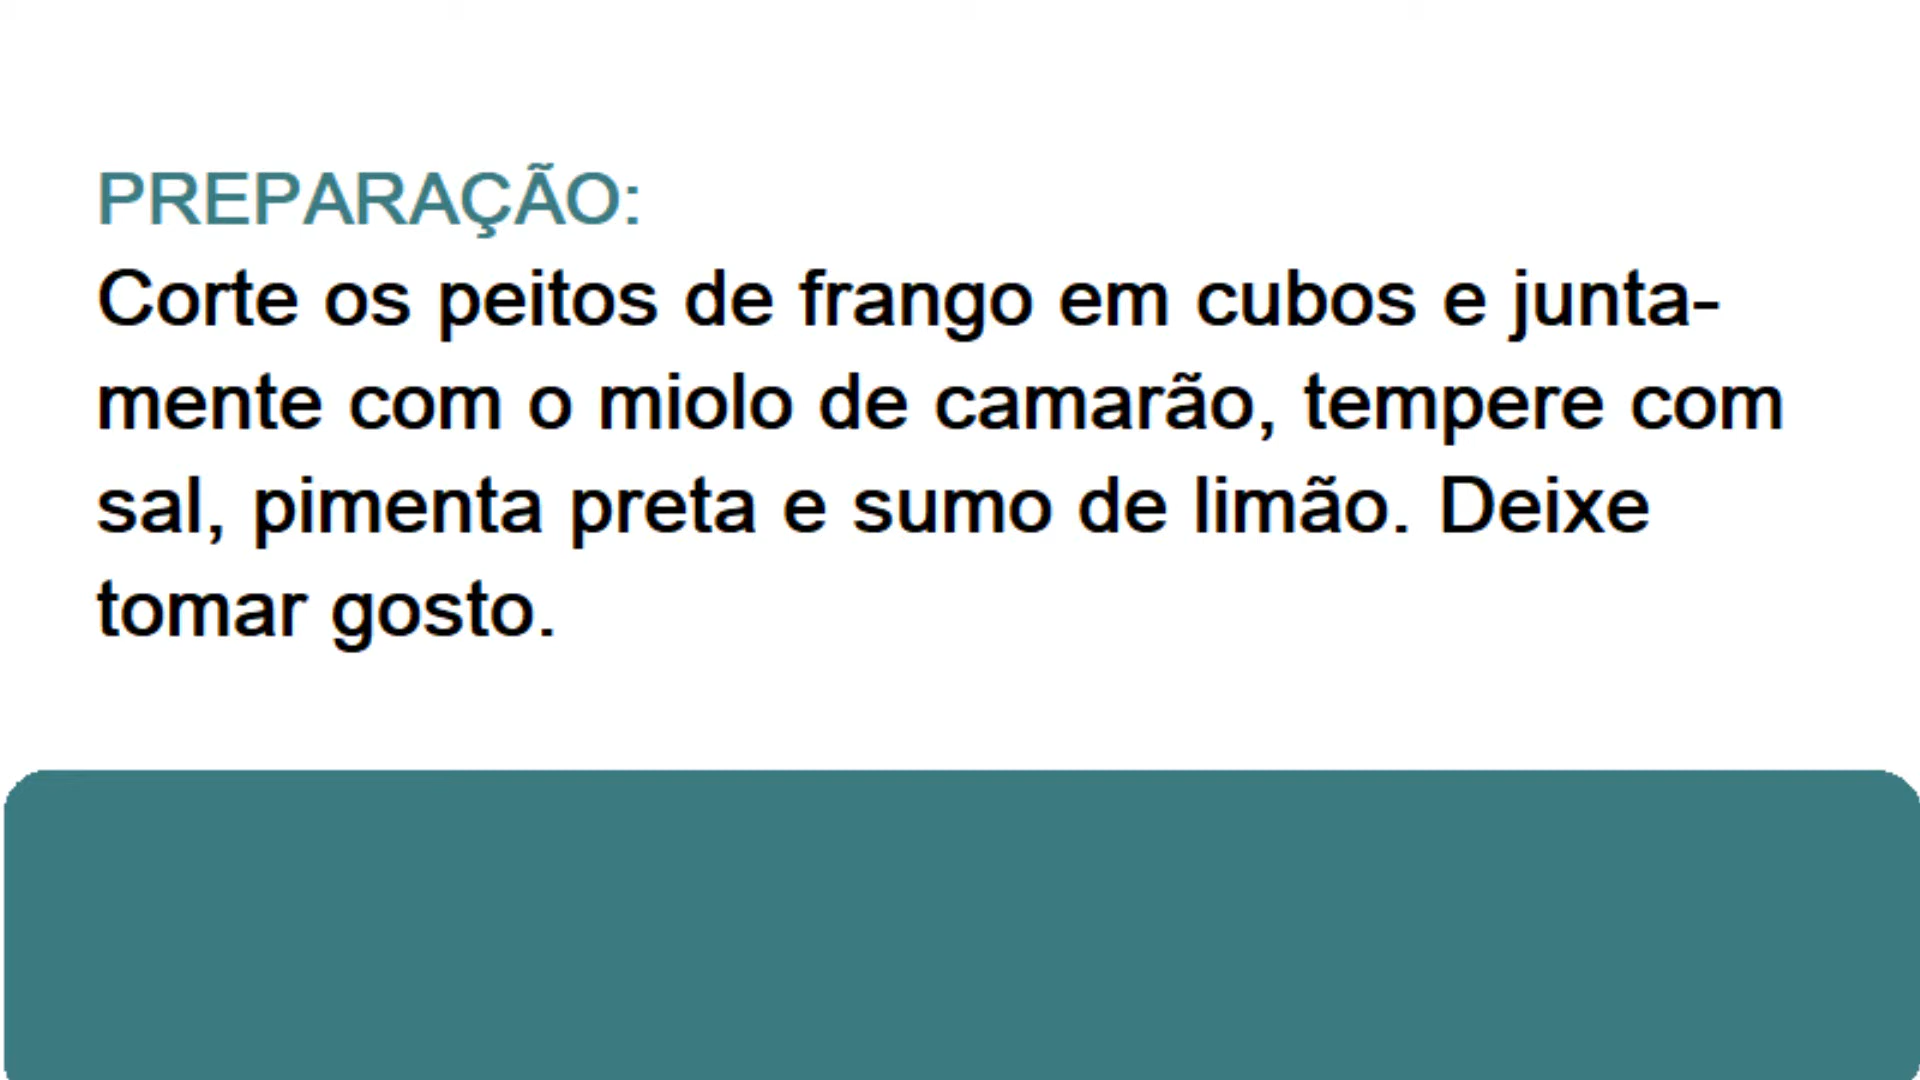 PREPARAÇÃO:
Corte os peitos de frango em cubos e junta-
mente com o miolo de camarão, tempere com
sal, pimenta preta e sumo de limão. Deixe
tomar gosto.